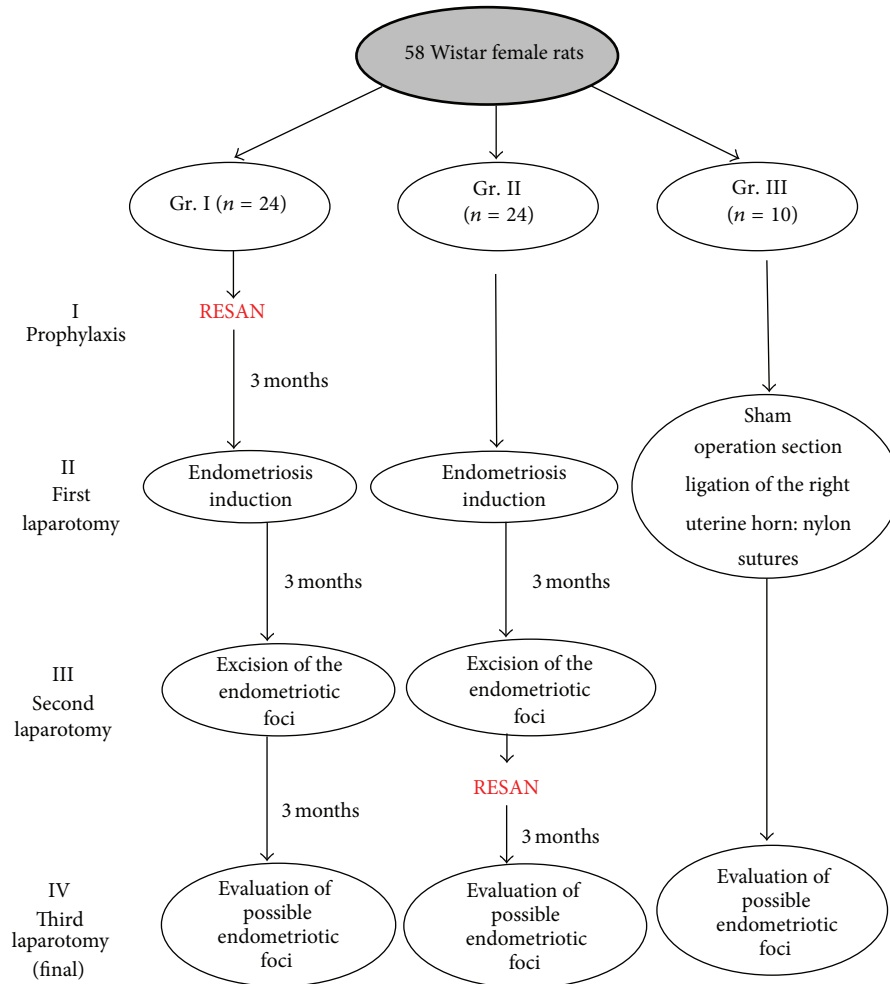 58 Wistar female rats
Gr. I (n = 24)
Gr. II
(n = 24)
Gr. III
(n = 10)
I
Prophylaxis
RESAN
3 months
II
First
laparotomy
Endometriosis
induction
Endometriosis
induction
Sham
operation section
ligation of the right
uterine horn: nylon
sutures
3 months
3 months
III
Second
laparotomy
Excision of the
endometriotic
foci
Excision of the
endometriotic
foci
RESAN
3 months
3 months
IV
Third
laparotomy
(final)
Evaluation of
possible
endometriotic
foci
Evaluation of
possible
endometriotic
foci
Evaluation of
possible
endometriotic
foci